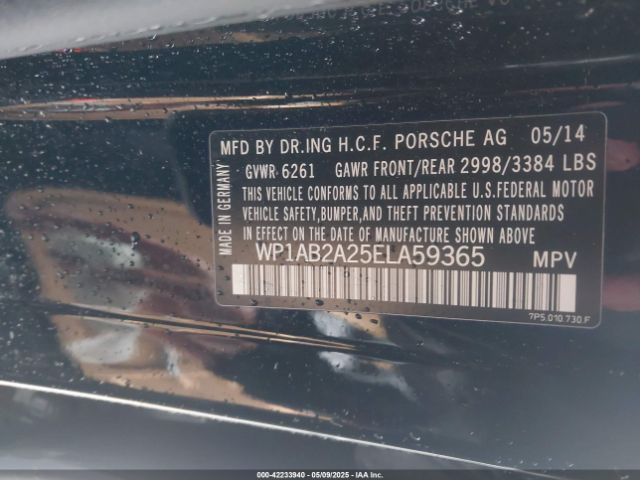 MFD BY DR.ING H.C.F. PORSCHE AG 05/14
GVWR 6261 GAWR FRONT/REAR 2998/3384 LBS
THIS VEHICLE CONFORMS TO ALL APPLICABLE U.S.FEDERAL MOTOR
VEHICLE SAFETY,BUMPER,AND THEFT PREVENTION STANDARDS
IN EFFECT ON THE DATE OF MANUFACTURE SHOWN ABOVE.
WP1AB2A25ELA59365 MPV
7P5.010.730.F
MADE IN GERMANY
000-42233940 - 05/09/2025 - IAA Inc.